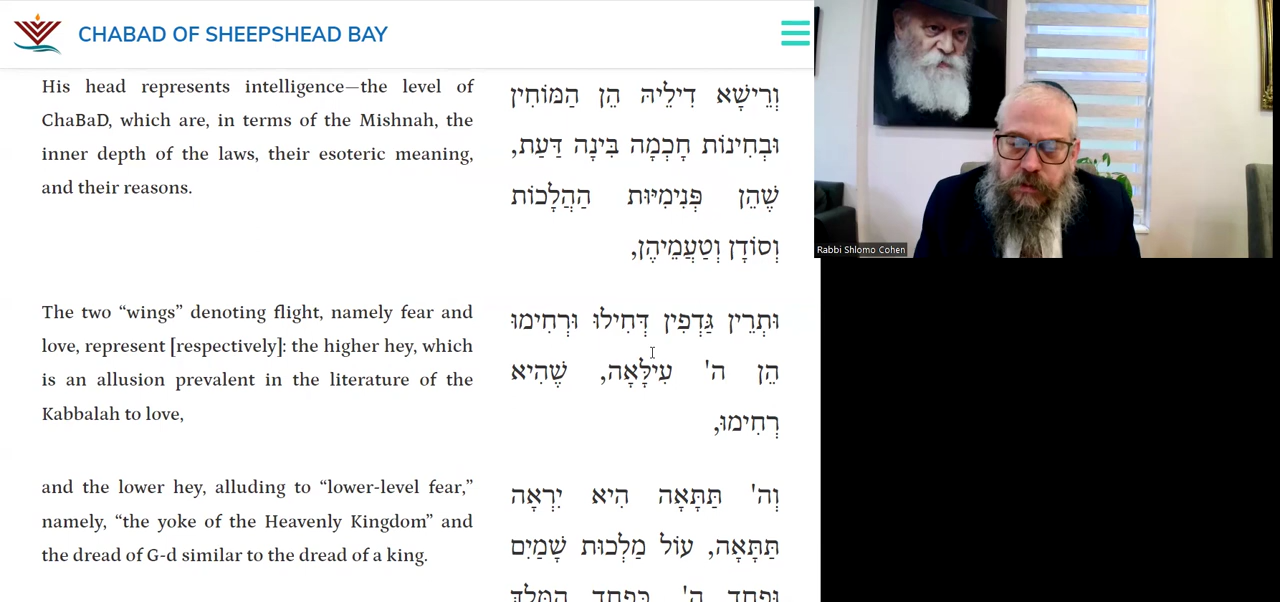 CHABAD OF SHEEPSHEAD BAY
His head represents intelligence—the level of
ChaBaD, which are, in terms of the Mishnah, the
inner depth of the laws, their esoteric meaning,
and their reasons.
וְרֵישָׁא דִילֵיהּ הֵן הַמּוֹחִין
וּבְחִינוֹת חָכְמָה בִּינָה דַּעַת,
שֶׁהֵן פְּנִימִיּוּת הַהֲלָכוֹת
וְסוֹדָן וְטַעֲמֵיהֶן,
The two “wings” denoting flight, namely fear and
love, represent [respectively]: the higher hey, which
is an allusion prevalent in the literature of the
Kabbalah to love,
וּתְרֵין גַּדְפִין דְּחִילוּ וּרְחִימוּ
הֵן ה' עִילָּאָה, שֶׁהִיא
רְחִימוּ,
and the lower hey, alluding to “lower-level fear,”
namely, “the yoke of the Heavenly Kingdom” and
the dread of G-d similar to the dread of a king.
וְה' תַּתָּאָה הִיא יִרְאָה
תַּתָּאָה, עוֹל מַלְכוּת שָׁמַיִם
וּפַחַד ה' כְּפַחַד הַמֶּלֶךְ
Rabbi Shlomo Cohen